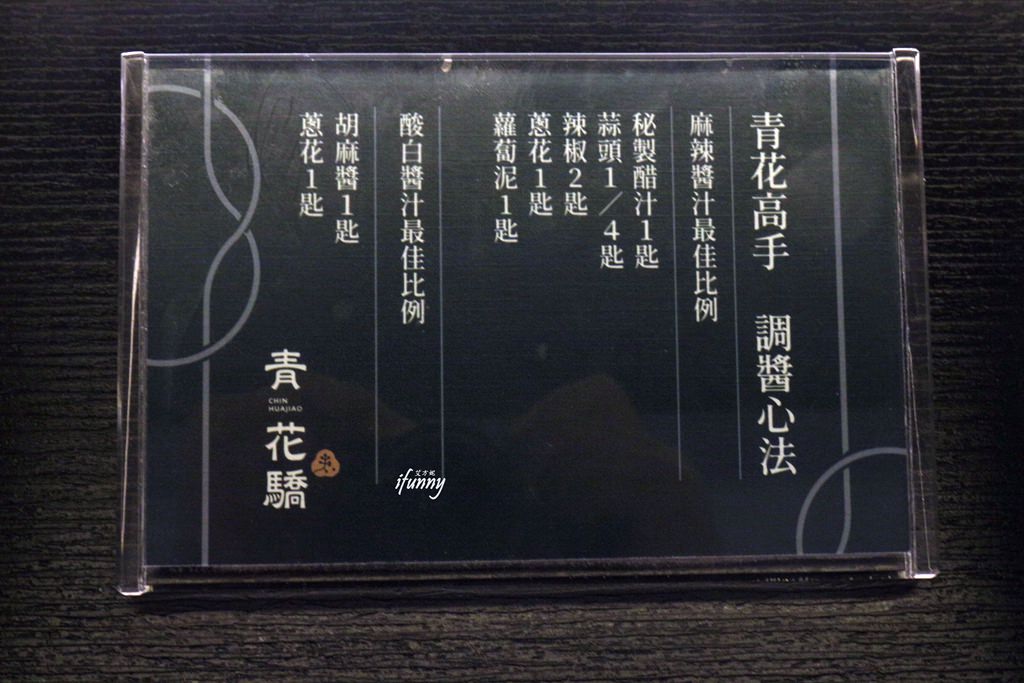 青花高手 調醬心法
麻辣醬汁最佳比例
秘製醋汁1匙
蒜頭1／4匙
辣椒2匙
蔥花1匙
蘿蔔泥1匙
酸白醬汁最佳比例
胡麻醬1匙
蔥花1匙
青花驕
CHIN
HUAJIAO
艾方妮
ifunny